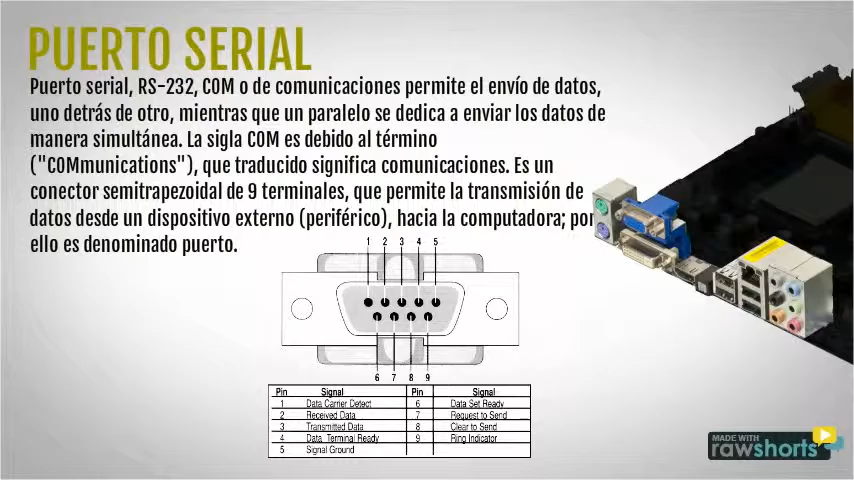 PUERTO SERIAL
Puerto serial, RS-232, COM o de comunicaciones permite el envío de datos,
uno detrás de otro, mientras que un paralelo se dedica a enviar los datos de
manera simultánea. La sigla COM es debido al término
("COMmunications"), que traducido significa comunicaciones. Es un
conector semitrapezoidal de 9 terminales, que permite la transmisión de
datos desde un dispositivo externo (periférico), hacia la computadora; por
ello es denominado puerto.
1 2 3 4 5
6 7 8 9
Pin Signal Pin Signal
1 Data Carrier Detect 6 Data Set Ready
2 Received Data 7 Request to Send
3 Transmitted Data 8 Clear to Send
4 Data Terminal Ready 9 Ring Indicator
5 Signal Ground
MADE WITH
rawshorts